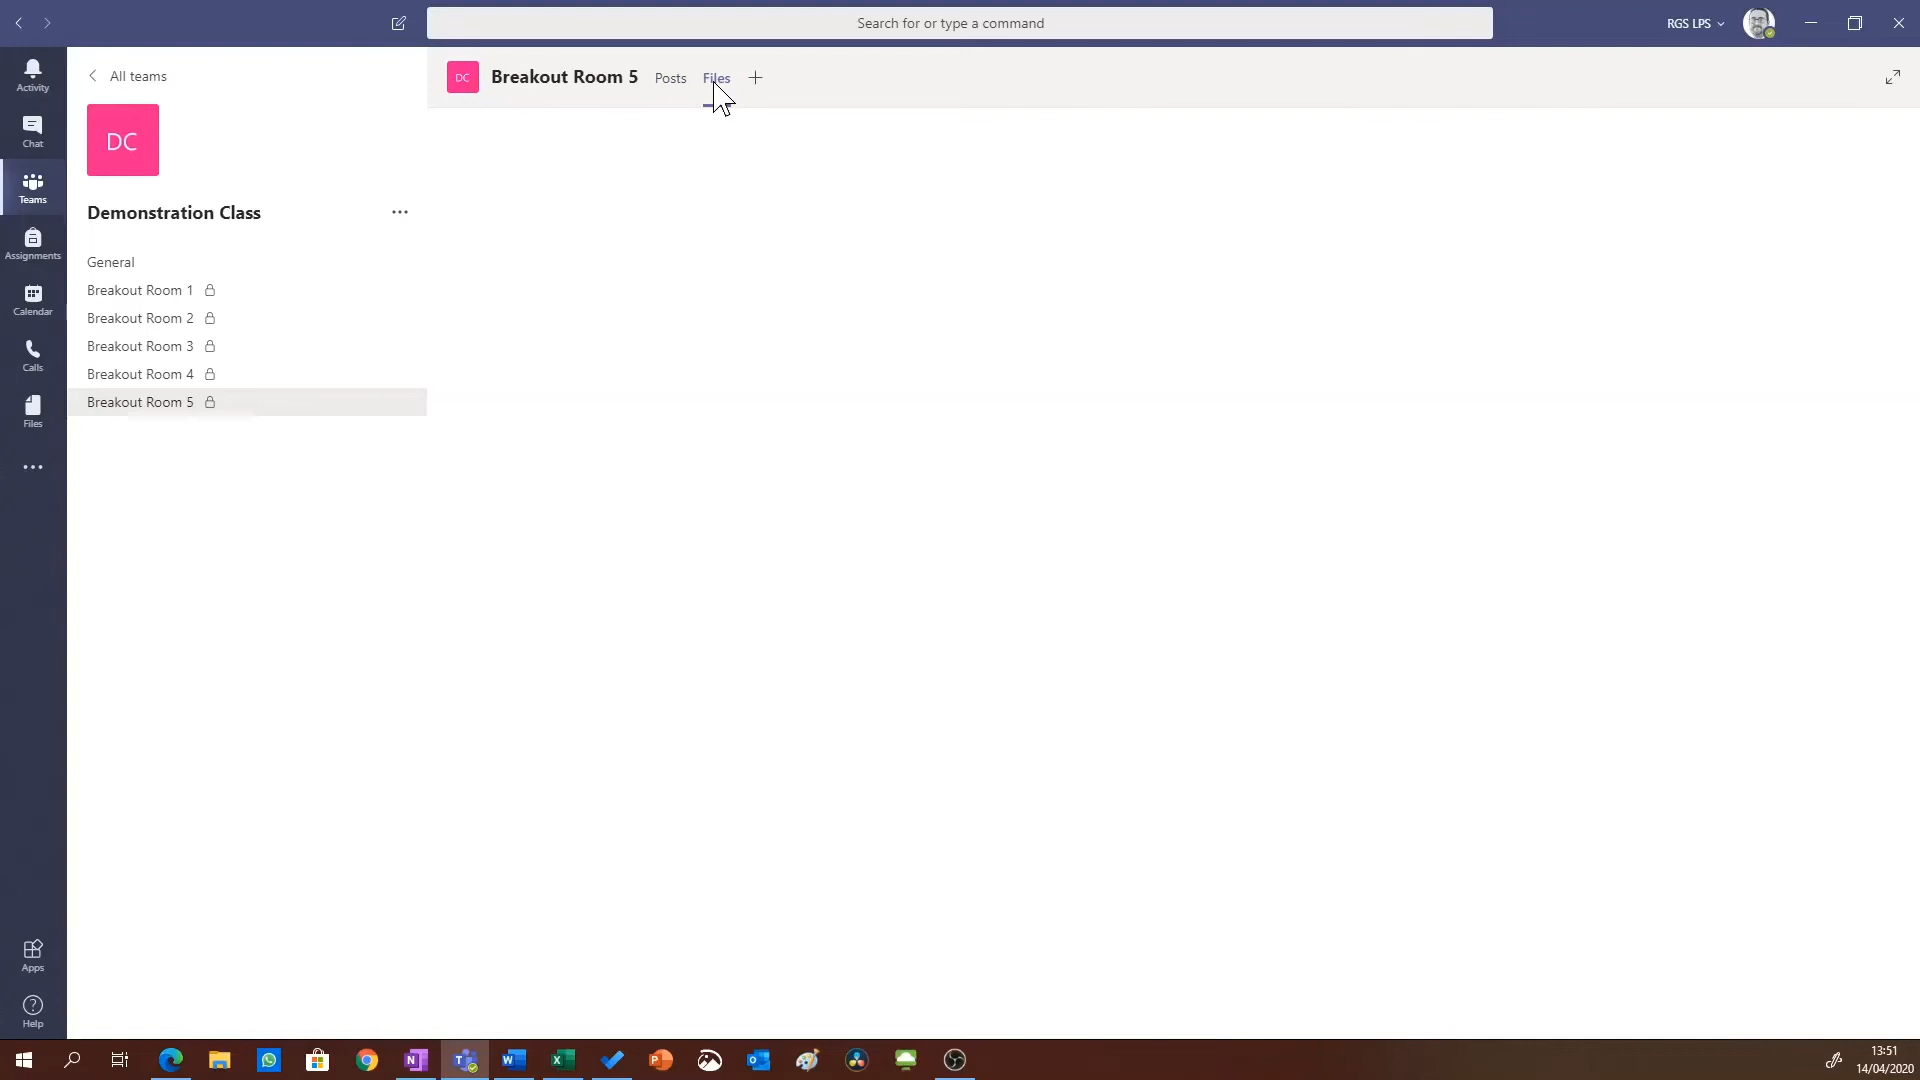 Search for or type a command
RGS LPS
Activity
Chat
Teams
Assignments
Calendar
Calls
Files
Apps
Help
All teams
DC
Demonstration Class
General
Breakout Room 1
Breakout Room 2
Breakout Room 3
Breakout Room 4
Breakout Room 5
DC Breakout Room 5 Posts Files
13:51
14/04/2020